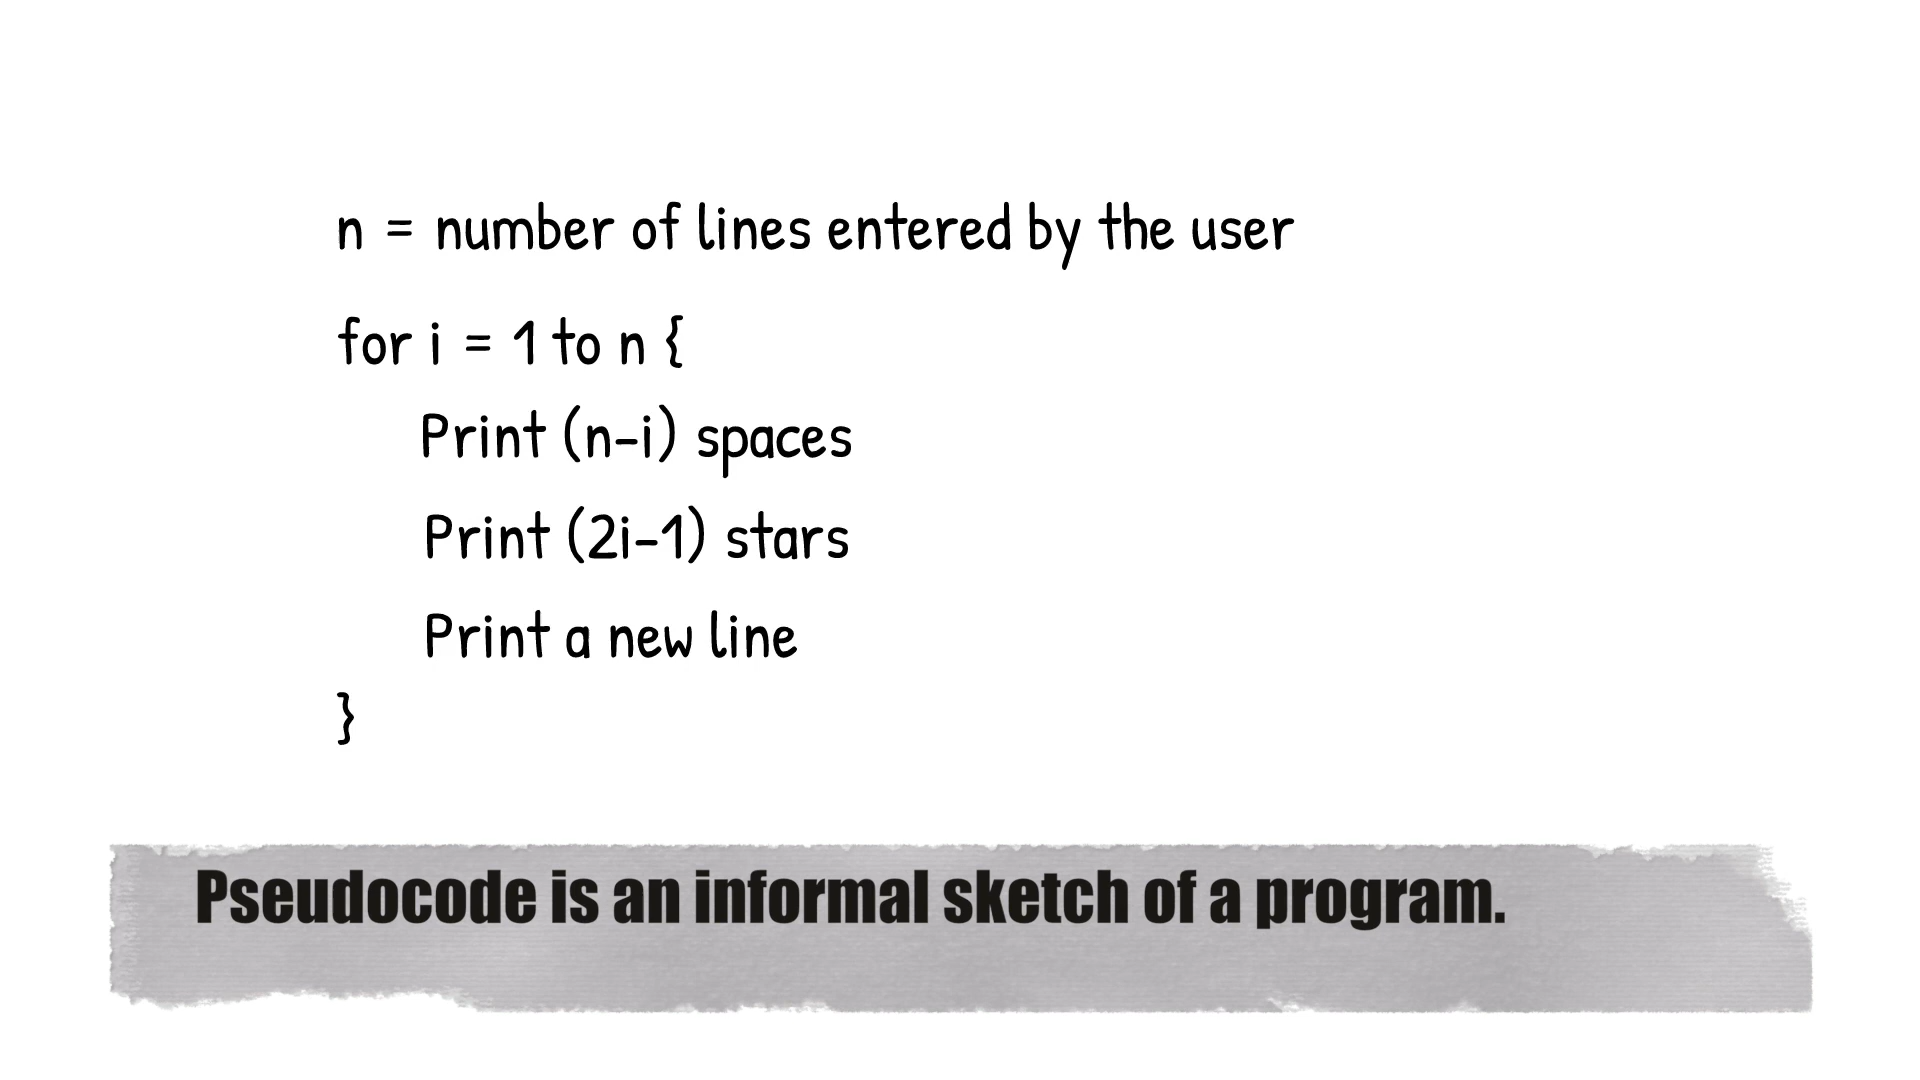 n = number of lines entered by the user
for i = 1 to n {
Print (n-i) spaces
Print (2i-1) stars
Print a new line
}
Pseudocode is an informal sketch of a program.